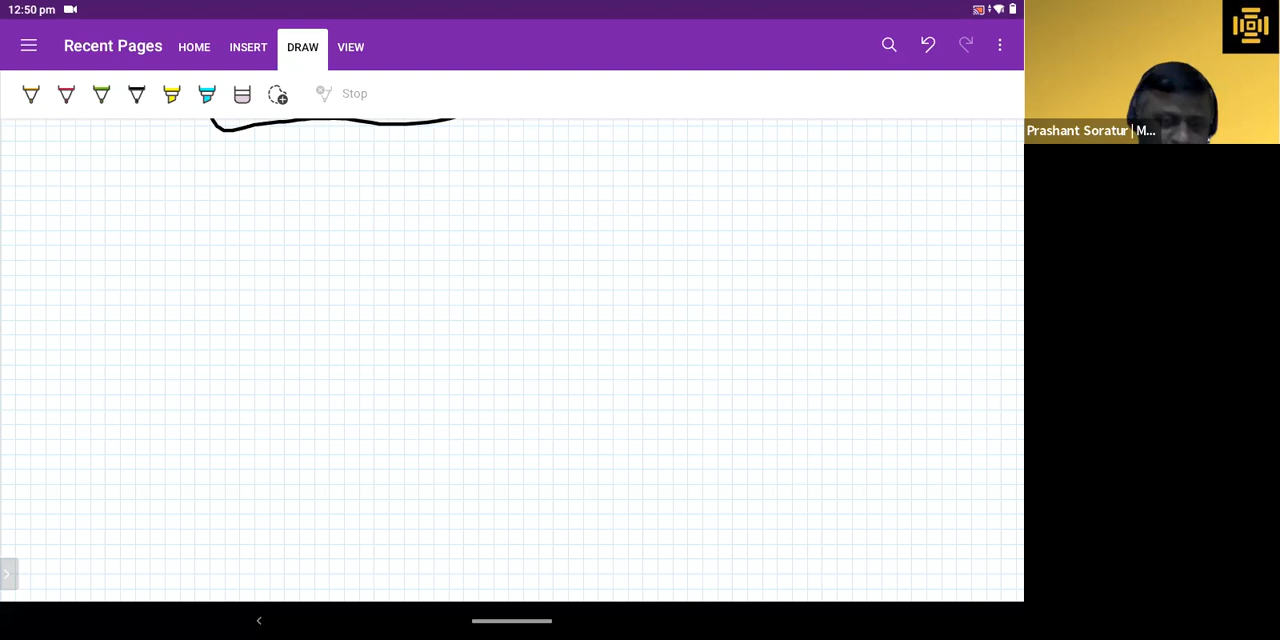 12:50 pm
Recent Pages HOME INSERT DRAW VIEW
Stop
Prashant Soratur | M...